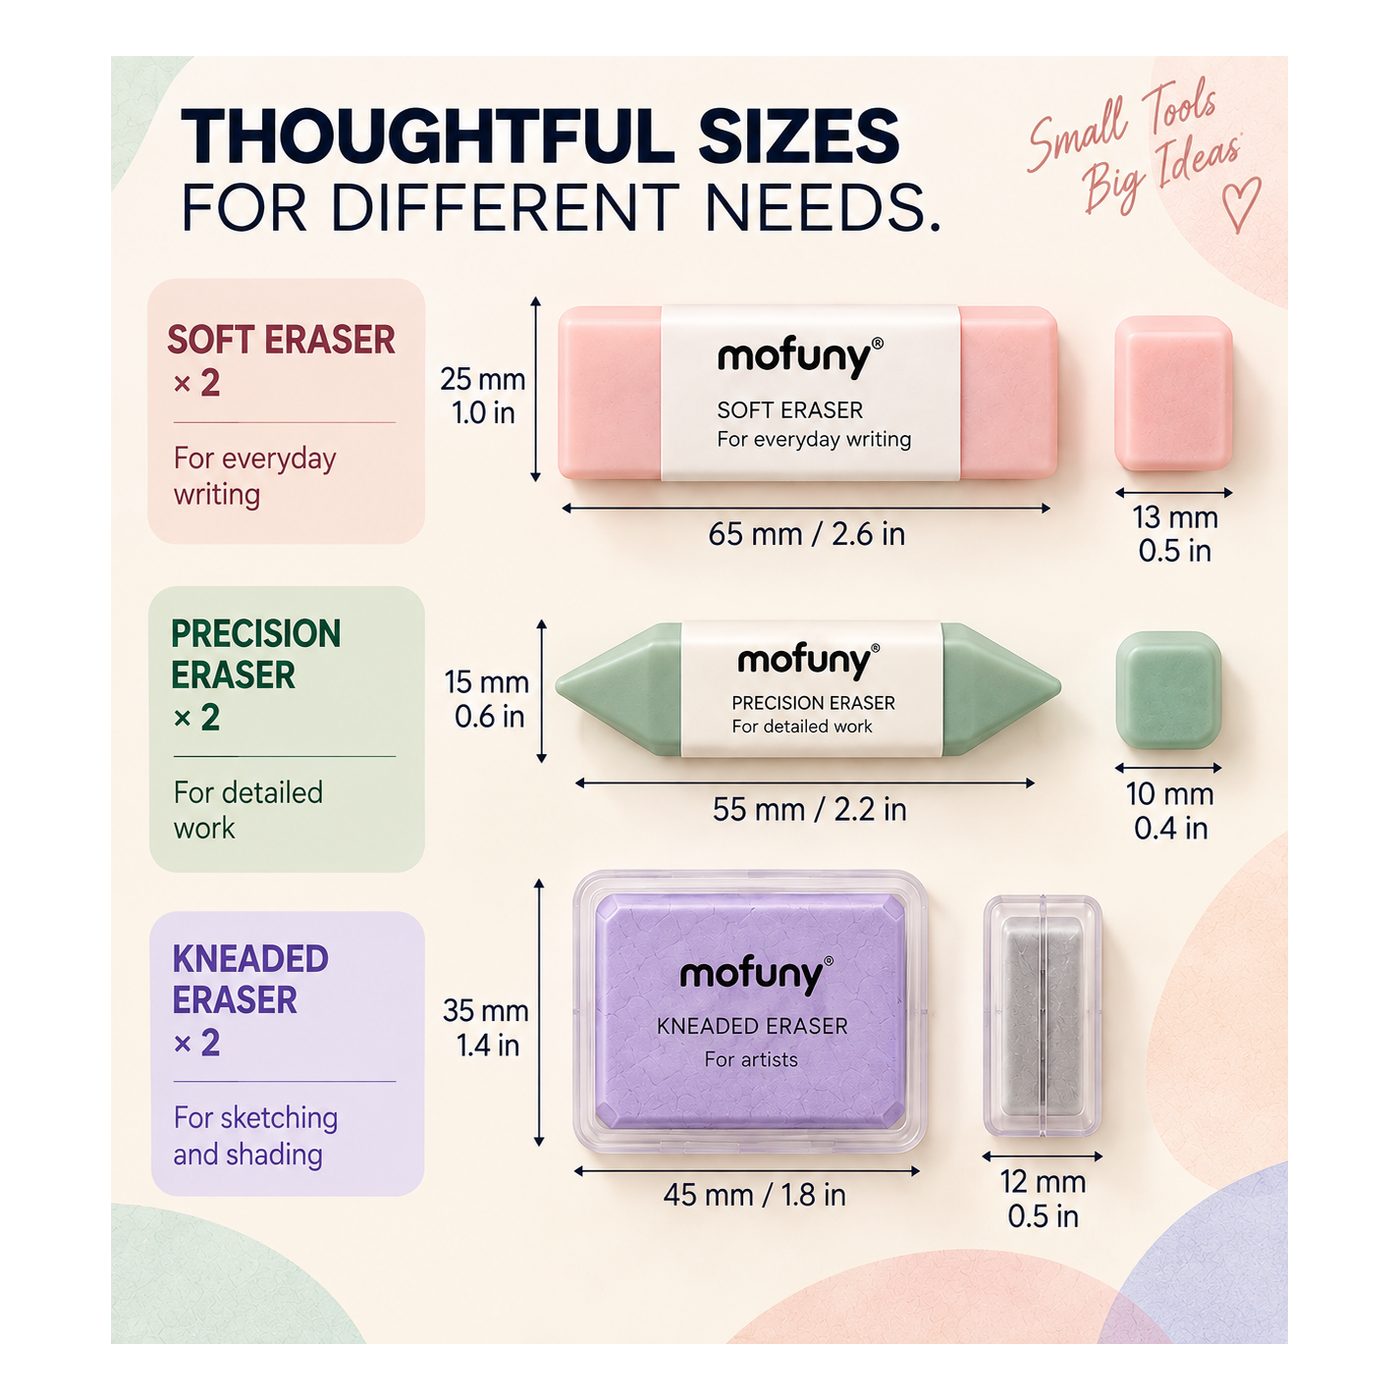 THOUGHTFUL SIZES
FOR DIFFERENT NEEDS.
Small Tools
Big Ideas
SOFT ERASER
× 2
For everyday
writing
25 mm
1.0 in
mofuny®
SOFT ERASER
For everyday writing
65 mm / 2.6 in
13 mm
0.5 in
PRECISION
ERASER
× 2
For detailed
work
15 mm
0.6 in
mofuny®
PRECISION ERASER
For detailed work
55 mm / 2.2 in
10 mm
0.4 in
KNEADED
ERASER
× 2
For sketching
and shading
35 mm
1.4 in
mofuny®
KNEADED ERASER
For artists
45 mm / 1.8 in
12 mm
0.5 in